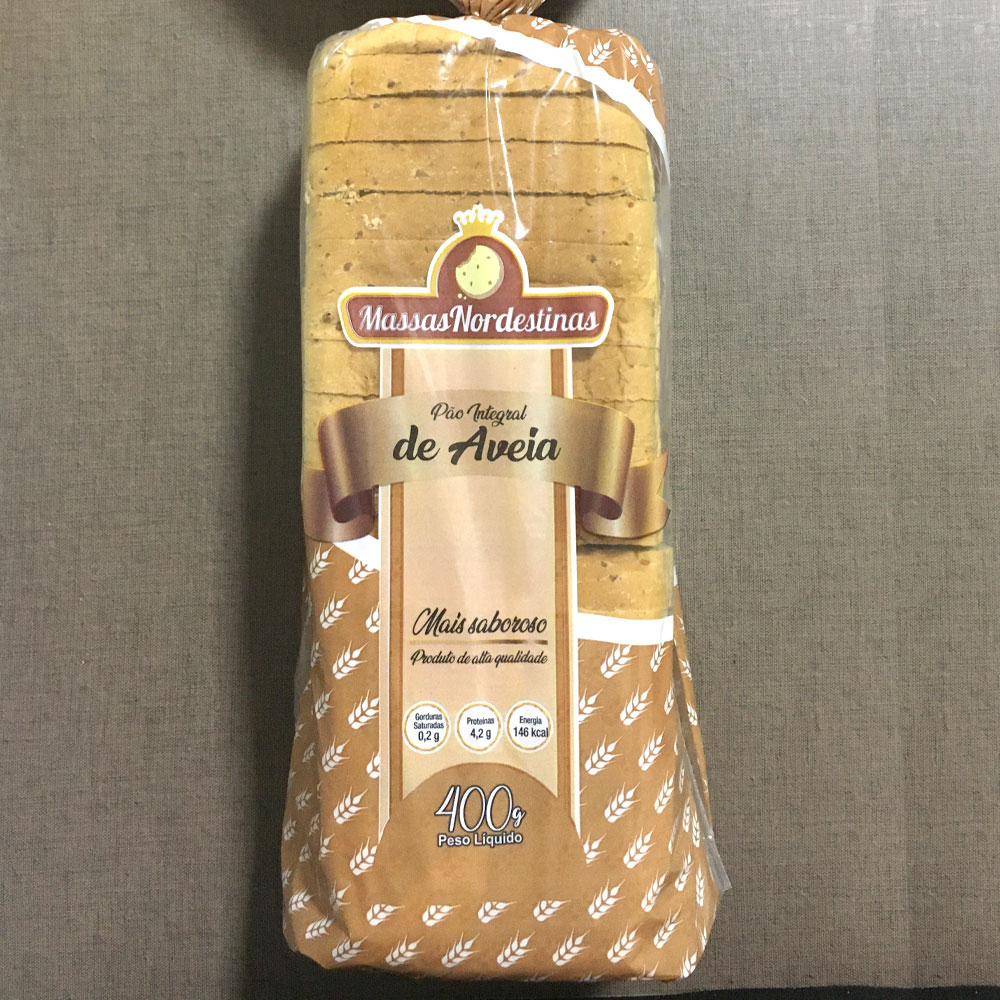 MassasNordestinas
Pão Integral
de Aveia
Mais saboroso
Produto de alta qualidade
Gorduras
Saturadas
0,2 g
Proteínas
4,2 g
Energia
146 kcal
400g
Peso Líquido